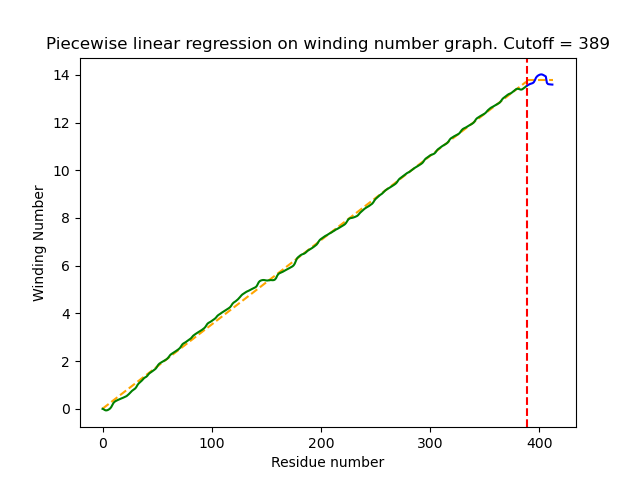 Piecewise linear regression on winding number graph. Cutoff = 389
14
12
10
8
6
4
2
0
Winding Number
0 100 200 300 400
Residue number